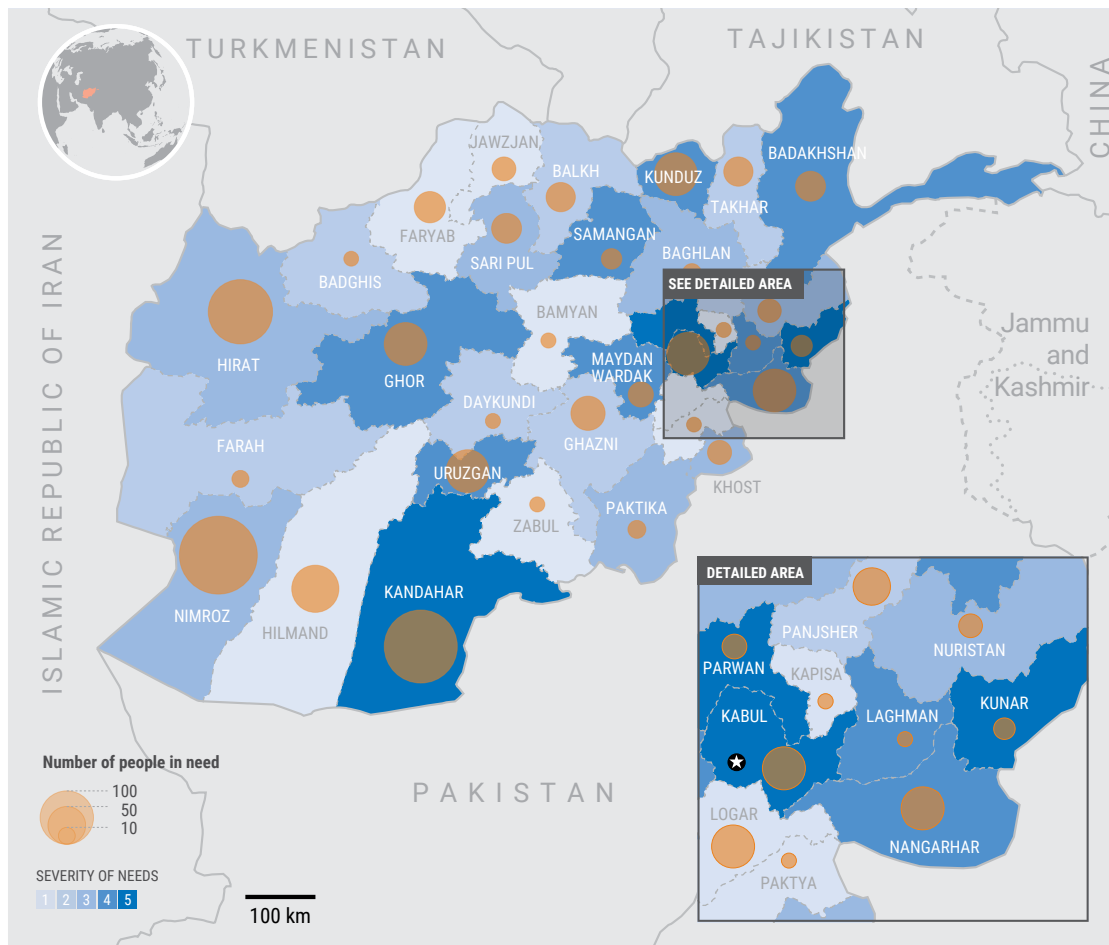 TURKMENISTAN
TAJIKISTAN
CHINA
ISLAMIC REPUBLIC OF IRAN
PAKISTAN
Jammu
and
Kashmir
JAWZJAN
BALKH
KUNDUZ
BADAKHSHAN
TAKHAR
FARYAB
SAMANGAN
SARI PUL
BAGHLAN
BADGHIS
SEE DETAILED AREA
BAMYAN
HIRAT
GHOR
MAYDAN
WARDAK
DAYKUNDI
GHAZNI
FARAH
URUZGAN
KHOST
ZABUL
PAKTIKA
NIMROZ
HILMAND
KANDAHAR
DETAILED AREA
PANJSHER
NURISTAN
PARWAN
KAPISA
KABUL
LAGHMAN
KUNAR
LOGAR
NANGARHAR
PAKTYA
Number of people in need
100
50
10
SEVERITY OF NEEDS
1 2 3 4 5
100 km